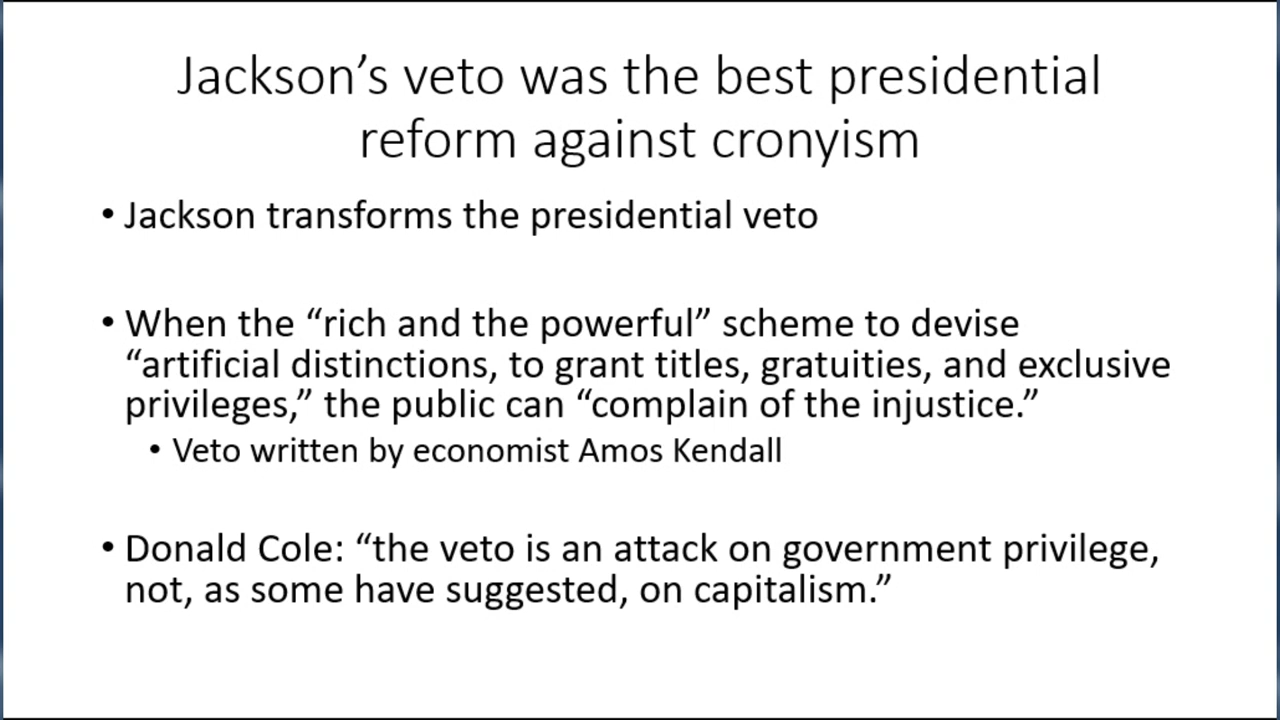 Jackson’s veto was the best presidential
reform against cronyism
• Jackson transforms the presidential veto
• When the “rich and the powerful” scheme to devise
“artificial distinctions, to grant titles, gratuities, and exclusive
privileges,” the public can “complain of the injustice.”
• Veto written by economist Amos Kendall
• Donald Cole: “the veto is an attack on government privilege,
not, as some have suggested, on capitalism.”